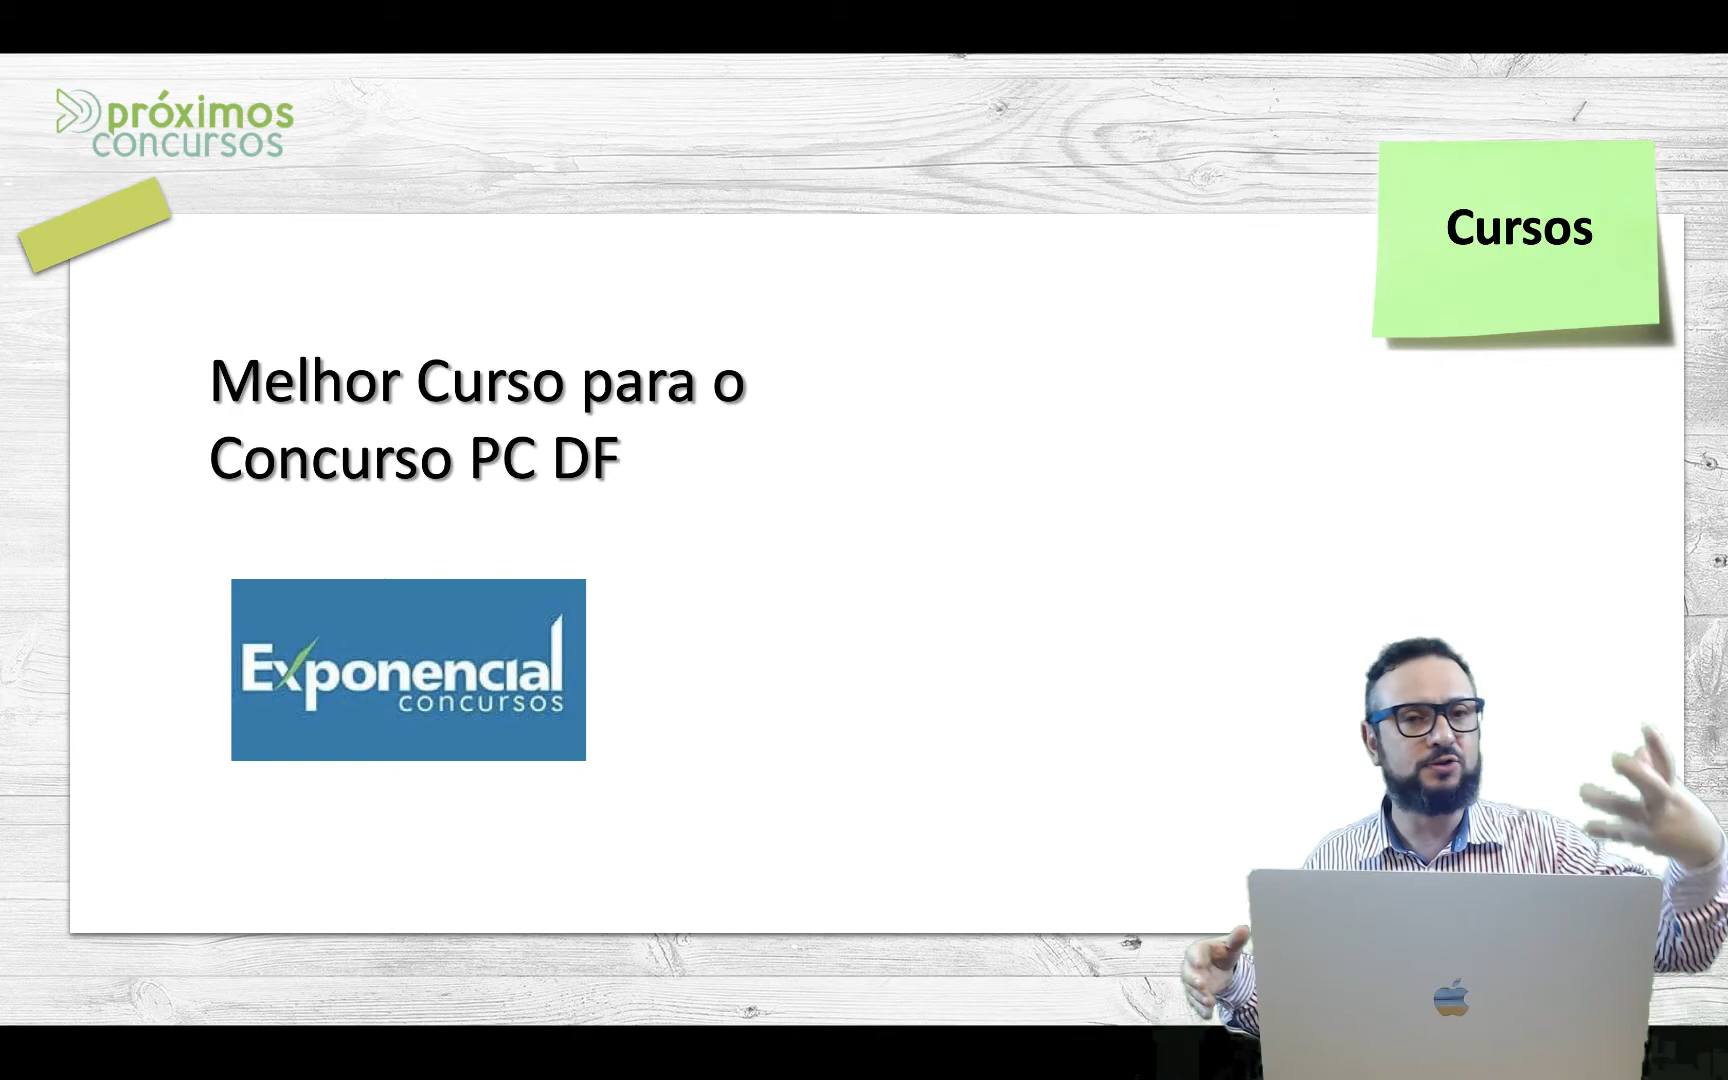 próximos
concursos
Cursos
Melhor Curso para o
Concurso PC DF
Exponencial
concursos